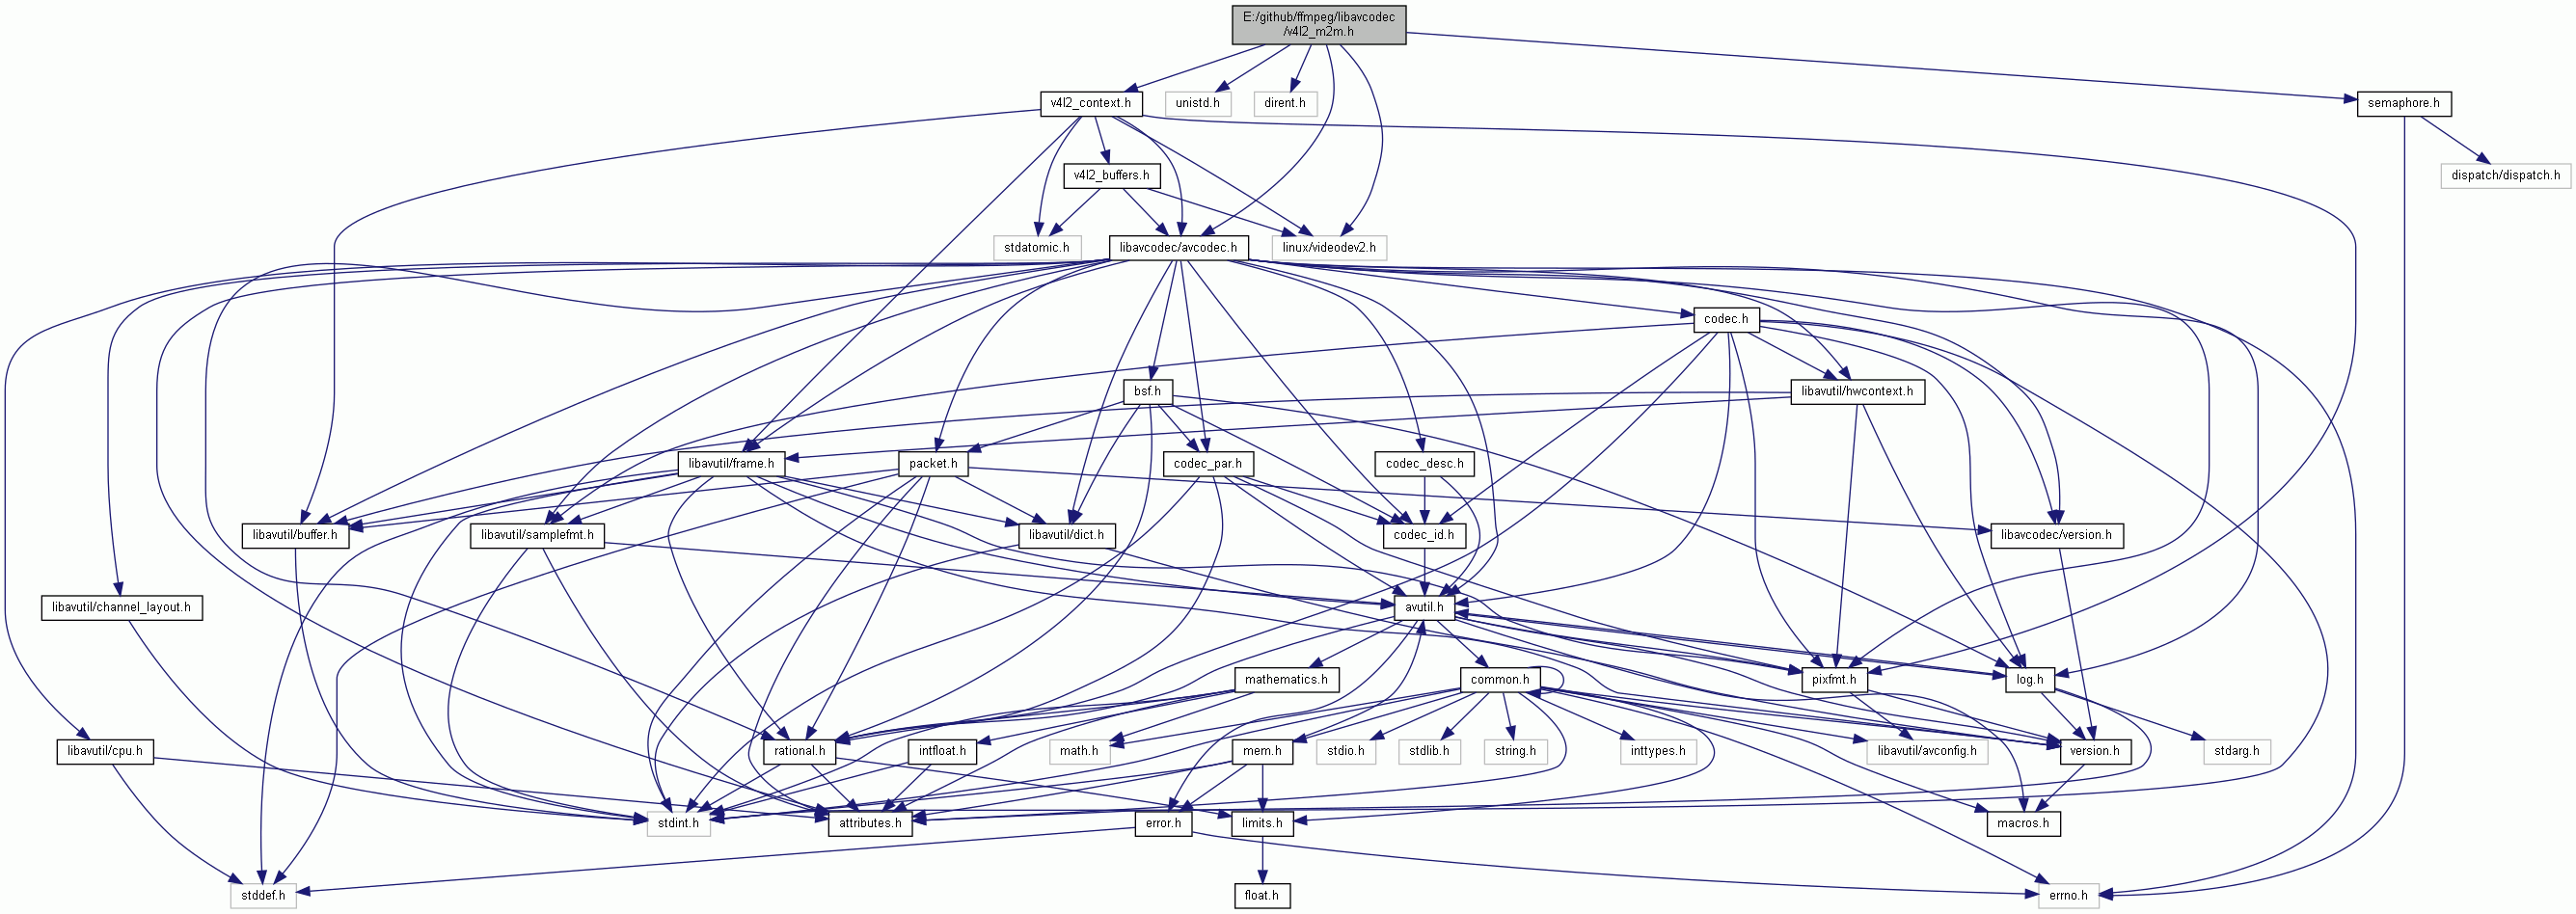 E:/github/ffmpeg/libavcodec
/v4l2_m2m.h
v4l2_context.h
unistd.h
dirent.h
semaphore.h
v4l2_buffers.h
dispatch/dispatch.h
stdatomic.h
libavcodec/avcodec.h
linux/videodev2.h
codec.h
bsf.h
libavutil/hwcontext.h
libavutil/frame.h
packet.h
codec_par.h
codec_desc.h
libavutil/buffer.h
libavutil/samplefmt.h
libavutil/dict.h
codec_id.h
libavcodec/version.h
libavutil/channel_layout.h
avutil.h
mathematics.h
common.h
pixfmt.h
log.h
libavutil/cpu.h
rational.h
intfloat.h
math.h
mem.h
stdio.h
stdlib.h
string.h
inttypes.h
libavutil/avconfig.h
version.h
stdarg.h
stdint.h
attributes.h
error.h
limits.h
macros.h
stddef.h
float.h
errno.h